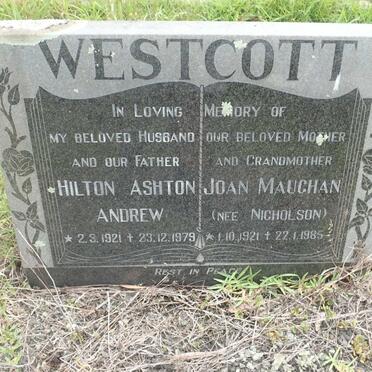 WESTCOTT
IN LOVING MEMORY OF
MY BELOVED HUSBAND OUR BELOVED MOTHER
AND OUR FATHER AND GRANDMOTHER
HILTON ASHTON JOAN MAUGHAN
ANDREW (NEE NICHOLSON)
* 2.3.1921 † 23.12.1979 * 1.10.1921 † 22.1.1985
REST IN PEACE